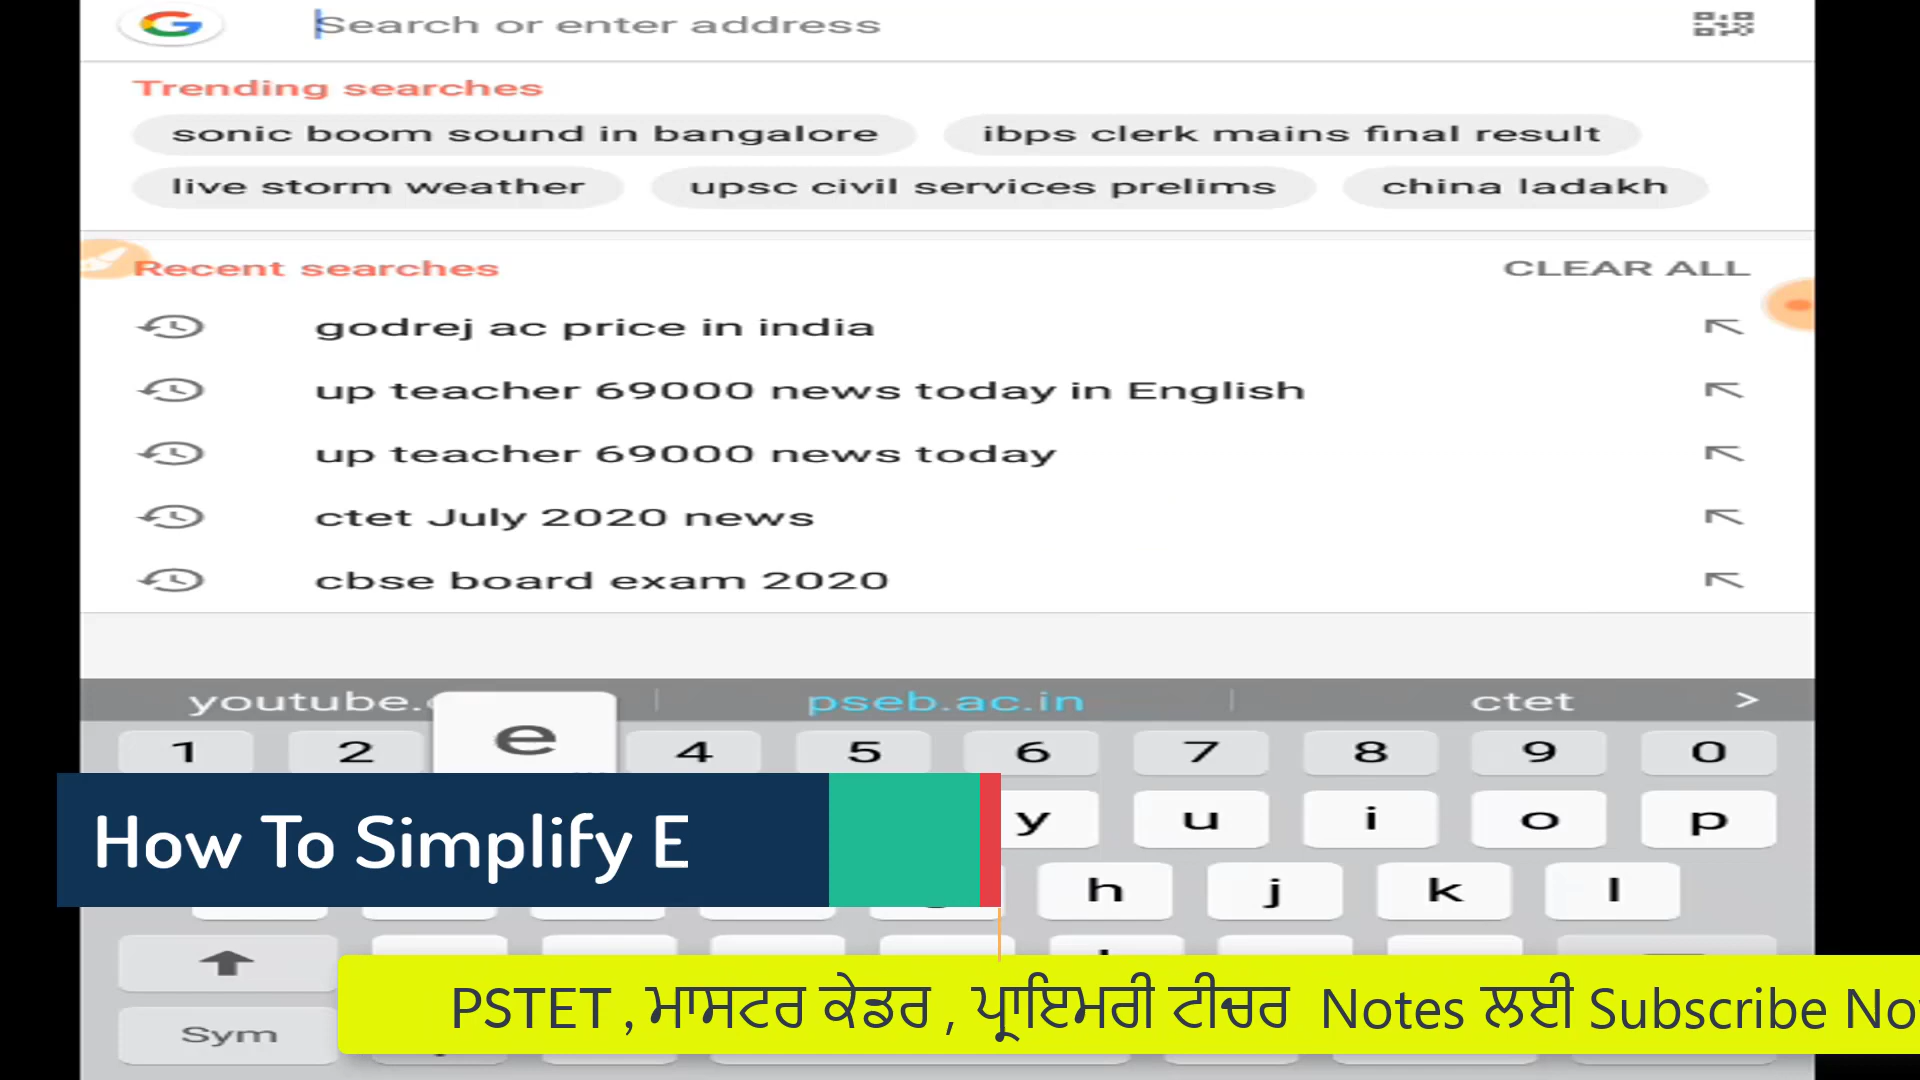 Search or enter address
Trending searches
sonic boom sound in bangalore
ibps clerk mains final result
live storm weather
upsc civil services prelims
china ladakh
Recent searches
CLEAR ALL
godrej ac price in india
up teacher 69000 news today in English
up teacher 69000 news today
ctet July 2020 news
cbse board exam 2020
youtube.
pseb.ac.in
ctet
>
1 2 e 4 5 6 7 8 9 0
y u i o p
How To Simplify E
h j k l
PSTET , ਮਾਸਟਰ ਕੇਡਰ , ਪ੍ਰਾਇਮਰੀ ਟੀਚਰ Notes ਲਈ Subscribe No
Sym